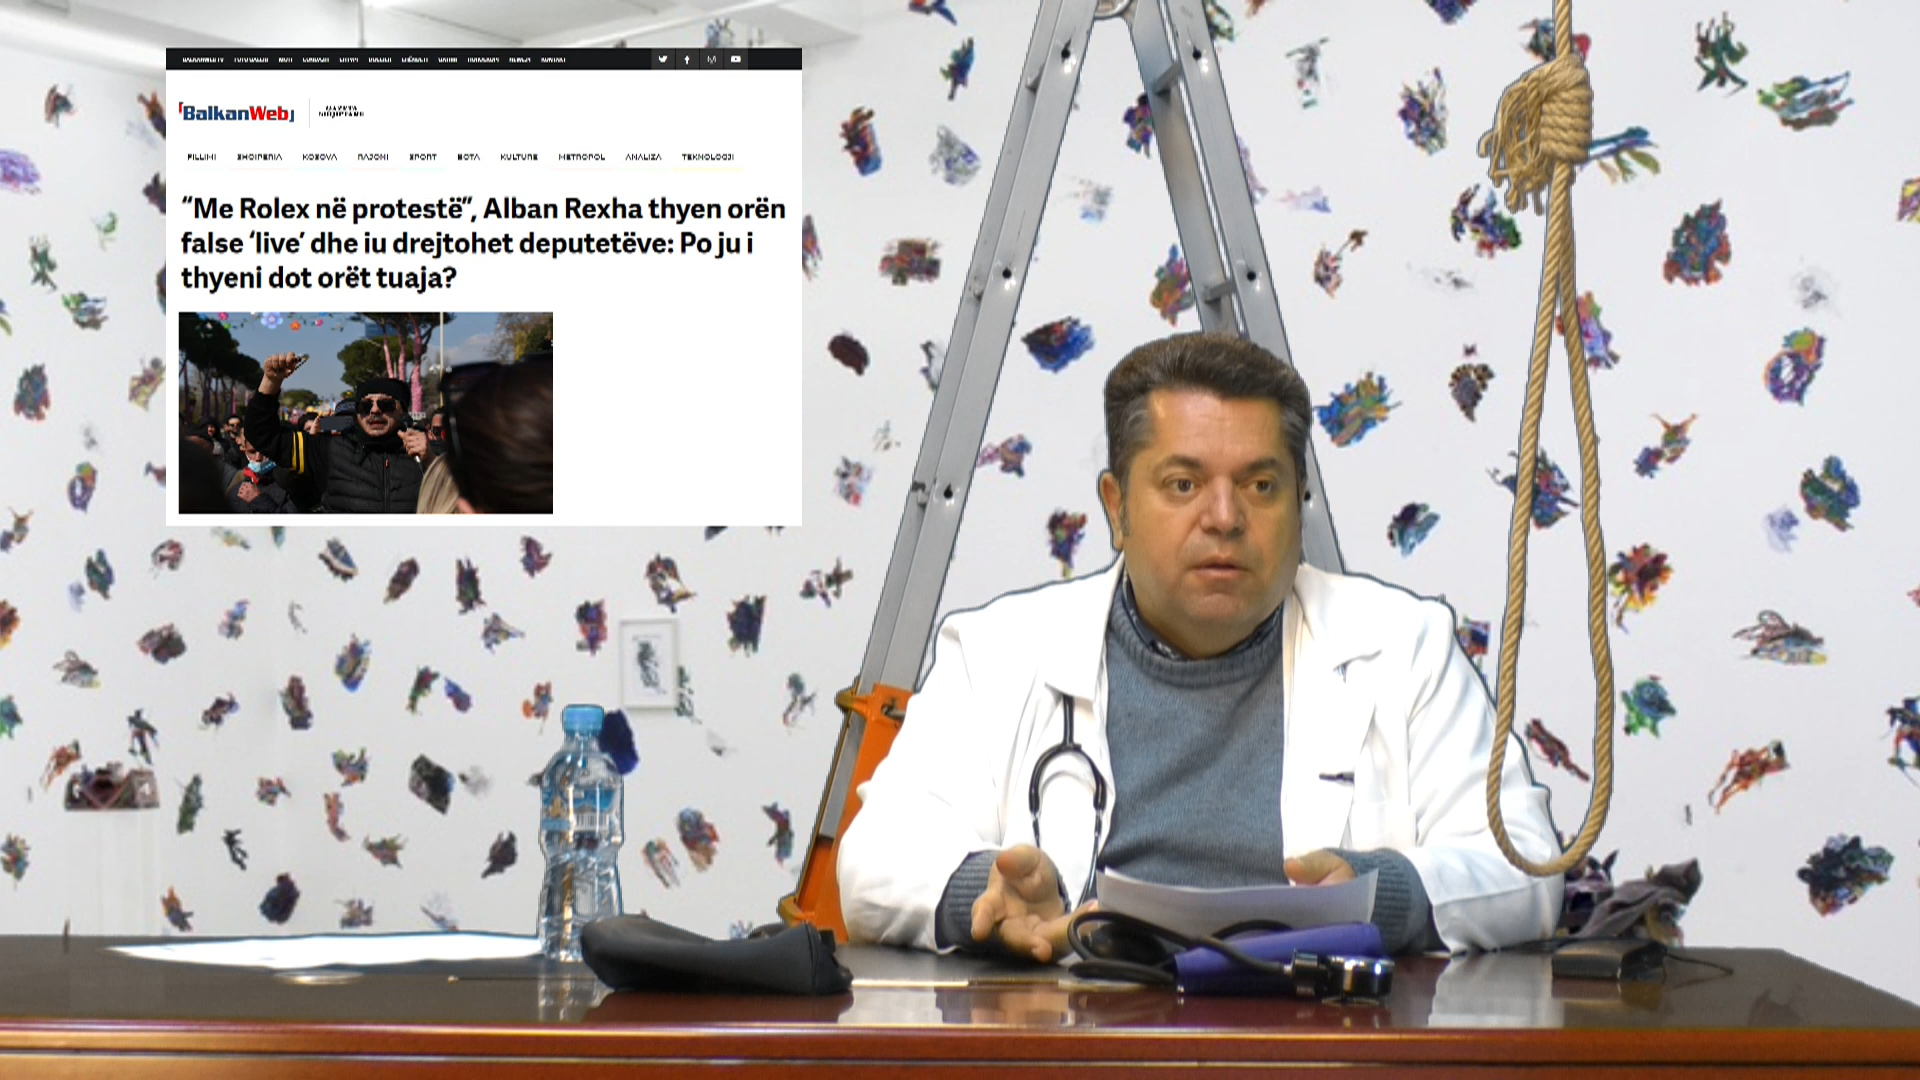 BalkanWeb
FILLIMI SHQIPERIA KOSOVA RAJONI SPORT BOTA KULTURE METROPOL ANALIZA TEKNOLOGJI
“Me Rolex në protestë”, Alban Rexha thyen orën
false ‘live’ dhe iu drejtohet deputetëve: Po ju i
thyeni dot orët tuaja?